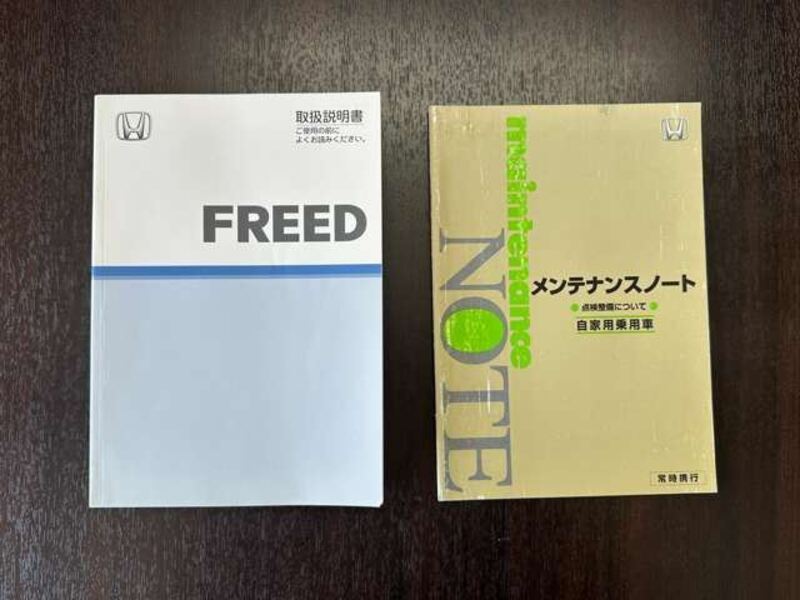 取扱説明書
ご使用の前に
よくお読みください。
FREED
maintenance
NOTE
メンテナンスノート
点検整備について
自家用乗用車
常時携行